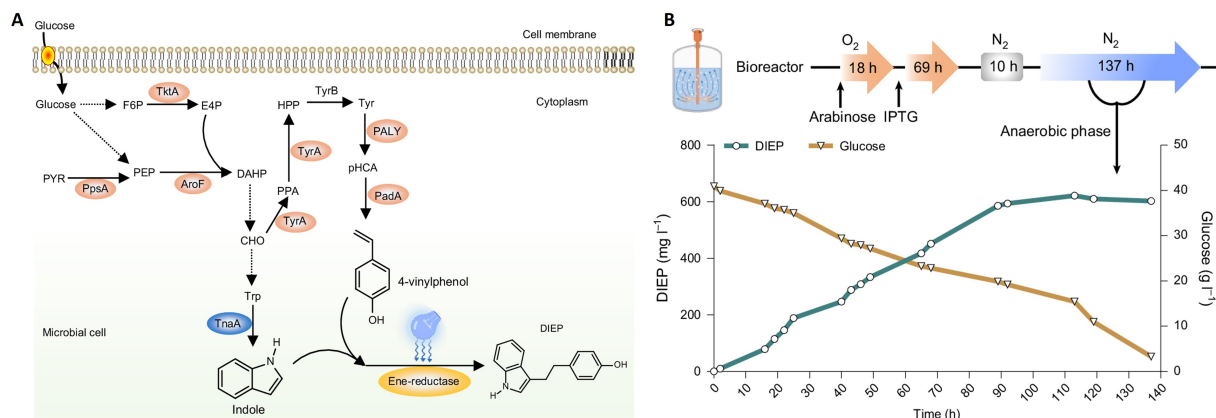 A
Glucose
Cell membrane
Glucose
F6P
TktA
E4P
HPP
TyrB
Tyr
Cytoplasm
PALY
TyrA
pHCA
PYR
PpsA
PEP
AroF
DAHP
PPA
PadA
TyrA
CHO
4-vinylphenol
OH
Trp
TnaA
Microbial cell
DIEP
H
N
Indole
Ene-reductase
N
H
OH
B
Bioreactor
O2
18 h
69 h
N2
10 h
N2
137 h
Arabinose
IPTG
Anaerobic phase
DIEP
Glucose
DIEP (mg l−1)
800
600
400
200
0
Glucose (g l−1)
50
40
30
20
10
0
0 10 20 30 40 50 60 70 80 90 100 110 120 130 140
Time (h)